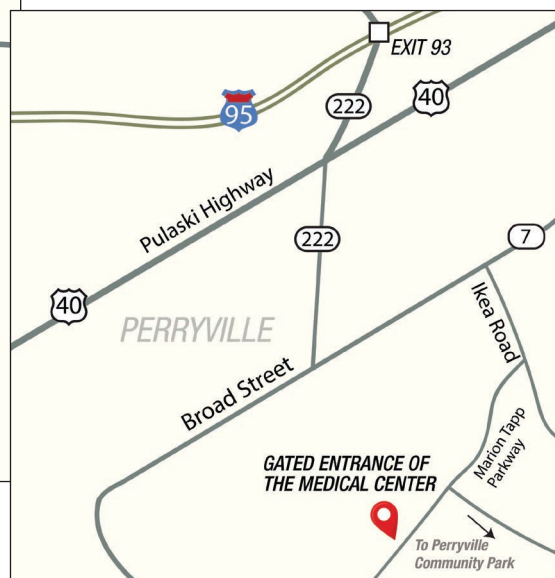 EXIT 93
95
222
40
Pulaski Highway
222
7
40
PERRYVILLE
Ikea Road
Broad Street
Marion Tapp
Parkway
GATED ENTRANCE OF
THE MEDICAL CENTER
To Perryville
Community Park